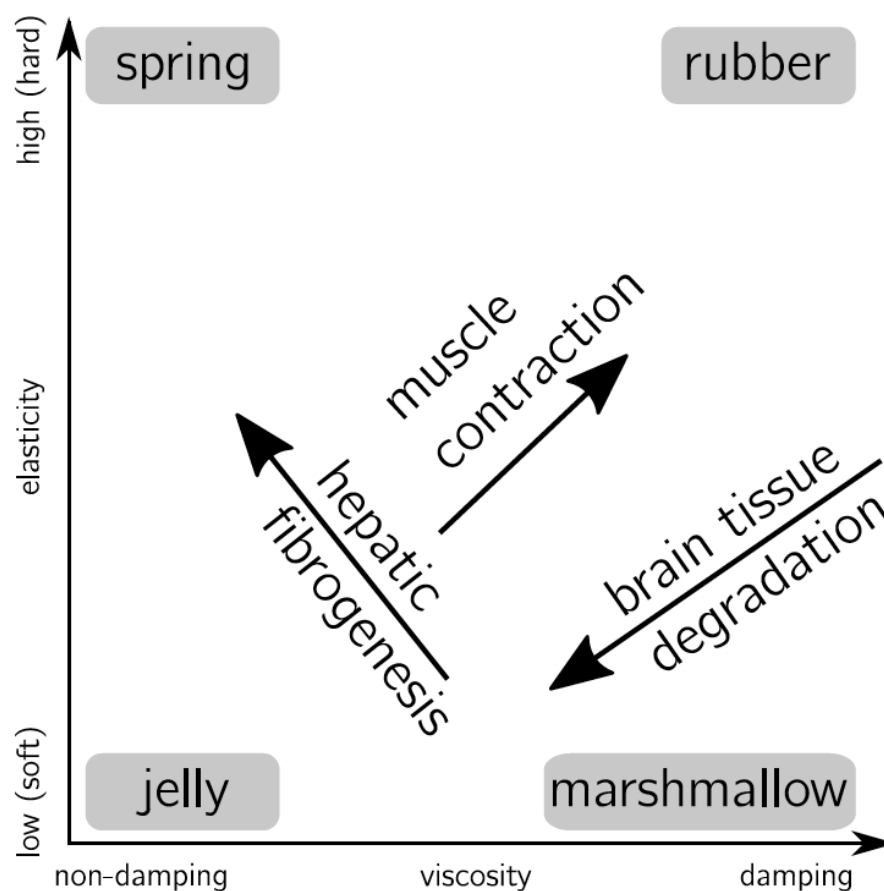 high (hard)
spring
rubber
muscle
contraction
elasticity
hepatic
fibrogenesis
brain tissue
degradation
low (soft)
jelly
marshmallow
non-damping
viscosity
damping